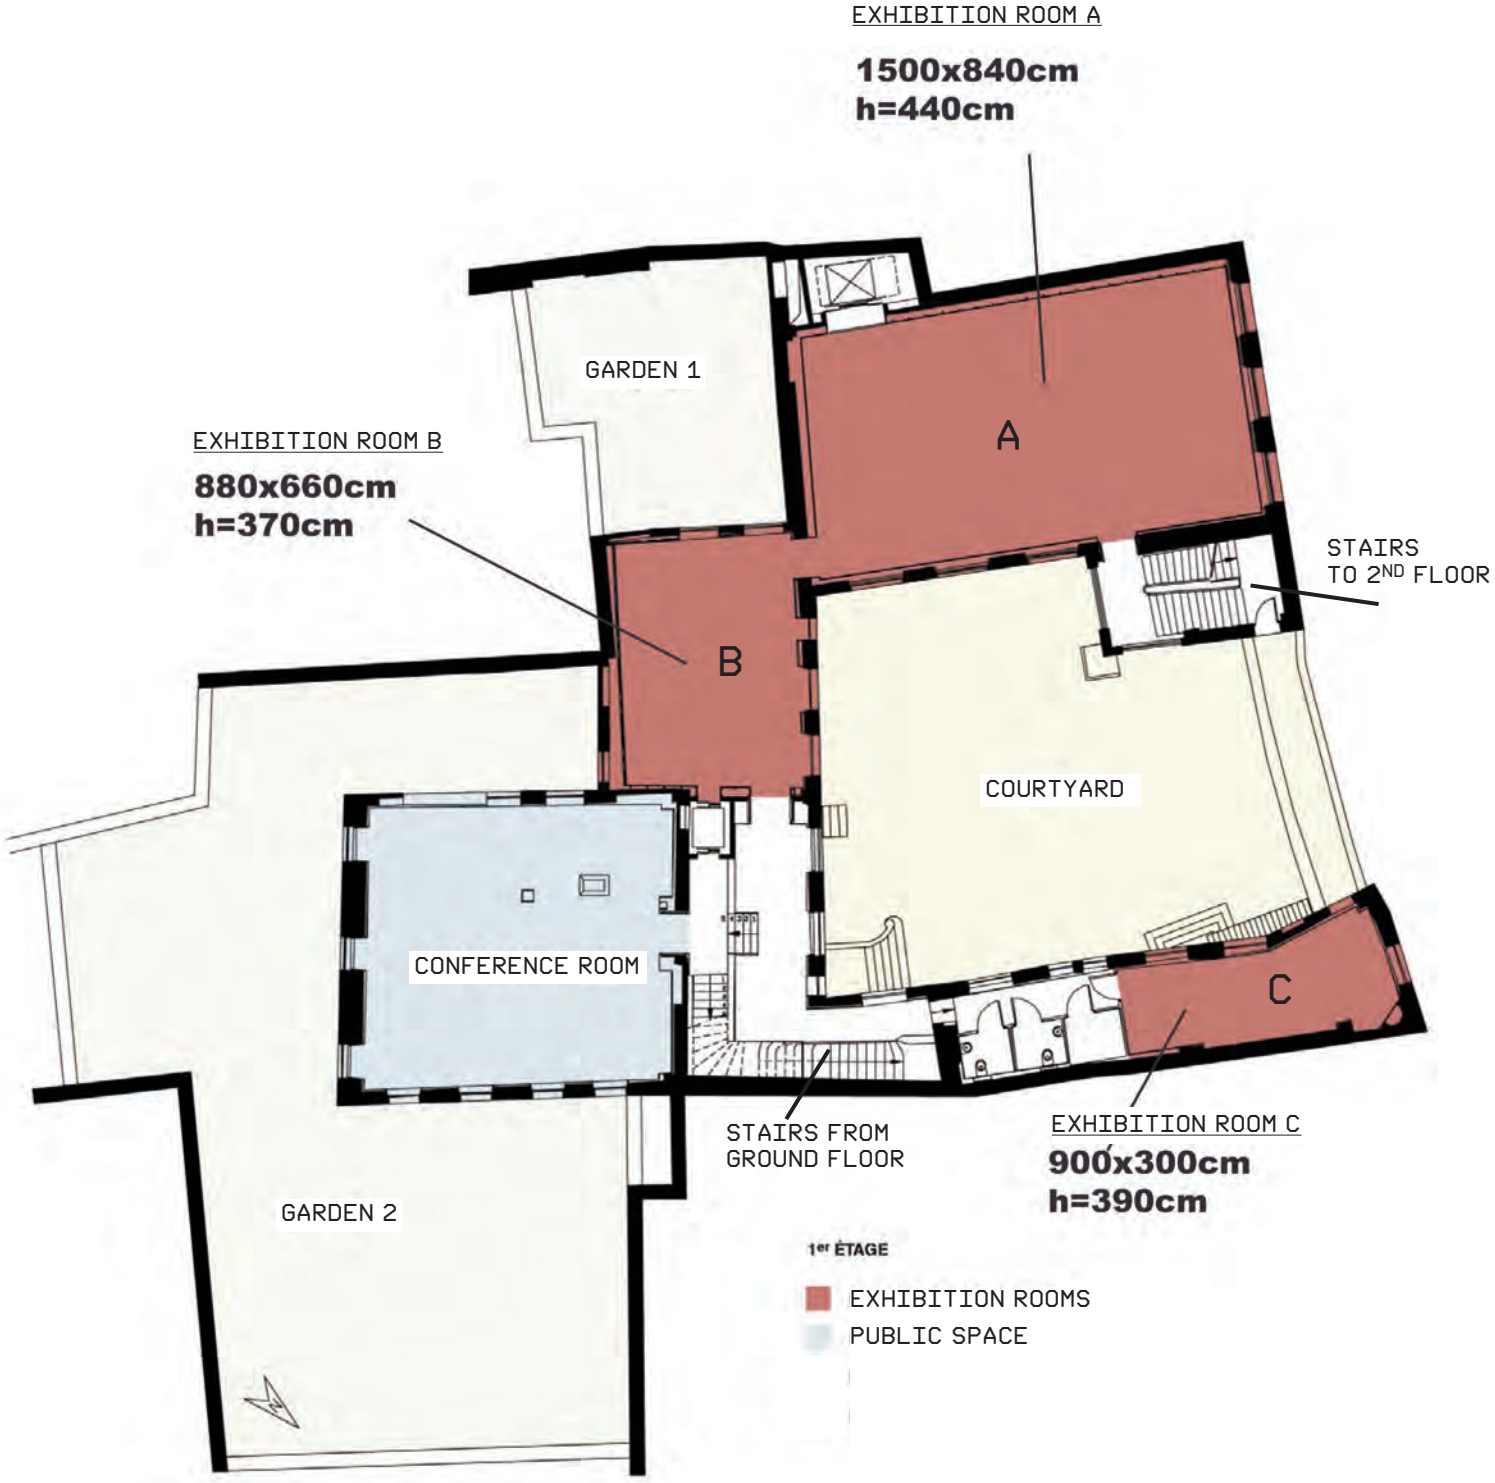 EXHIBITION ROOM A
1500x840cm
h=440cm
GARDEN 1
EXHIBITION ROOM B
880x660cm
h=370cm
A
STAIRS
TO 2ND FLOOR
B
COURTYARD
CONFERENCE ROOM
C
STAIRS FROM
GROUND FLOOR
EXHIBITION ROOM C
900x300cm
h=390cm
GARDEN 2
1er ÉTAGE
EXHIBITION ROOMS
PUBLIC SPACE
N